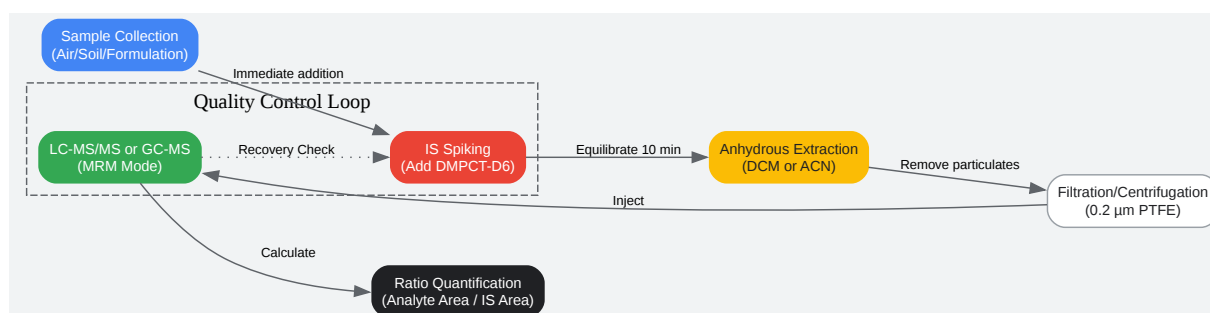 Sample Collection
(Air/Soil/Formulation)
Immediate addition
Quality Control Loop
LC-MS/MS or GC-MS
(MRM Mode)
Recovery Check
IS Spiking
(Add DMPCT-D6)
Equilibrate 10 min
Anhydrous Extraction
(DCM or ACN)
Remove particulates
Filtration/Centrifugation
(0.2 µm PTFE)
Inject
Calculate
Ratio Quantification
(Analyte Area / IS Area)